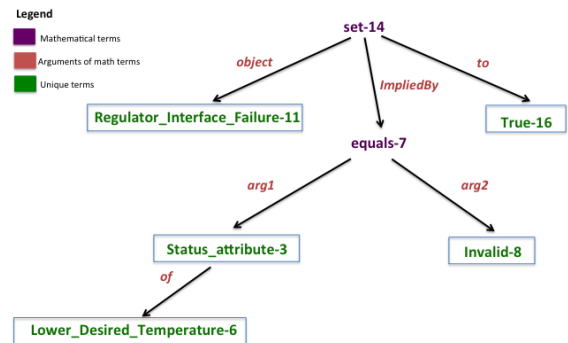 Legend
Mathematical terms
Arguments of math terms
Unique terms
set-14
object
ImpliedBy
to
Regulator_Interface_Failure-11
True-16
equals-7
arg1
arg2
Status_attribute-3
Invalid-8
of
Lower_Desired_Temperature-6